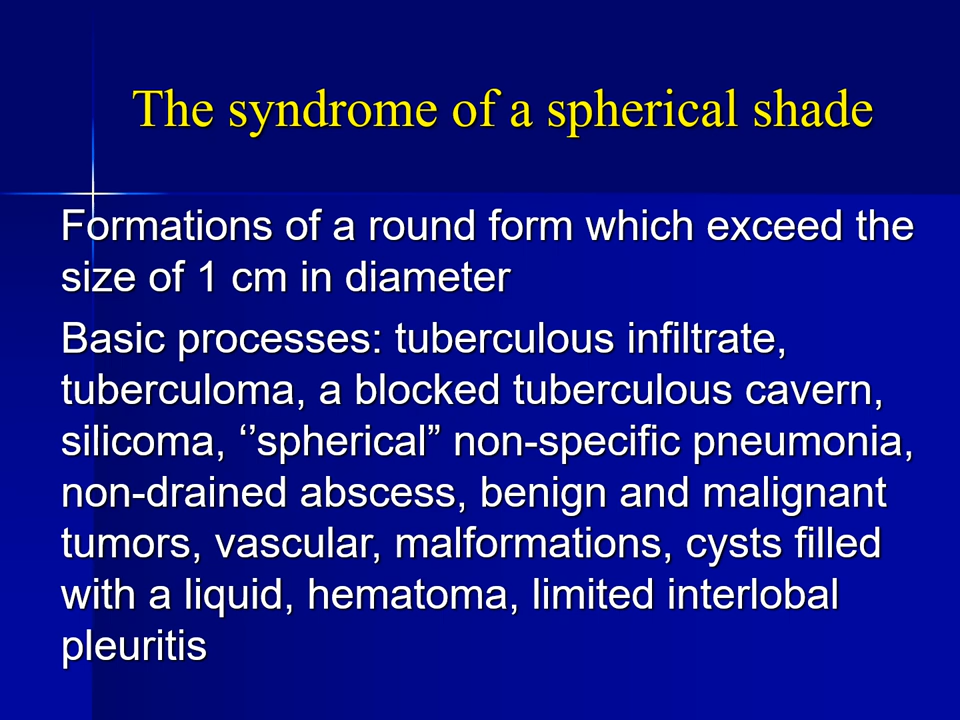 The syndrome of a spherical shade
Formations of a round form which exceed the
size of 1 cm in diameter
Basic processes: tuberculous infiltrate,
tuberculoma, a blocked tuberculous cavern,
silicoma, ‘’spherical” non-specific pneumonia,
non-drained abscess, benign and malignant
tumors, vascular, malformations, cysts filled
with a liquid, hematoma, limited interlobal
pleuritis